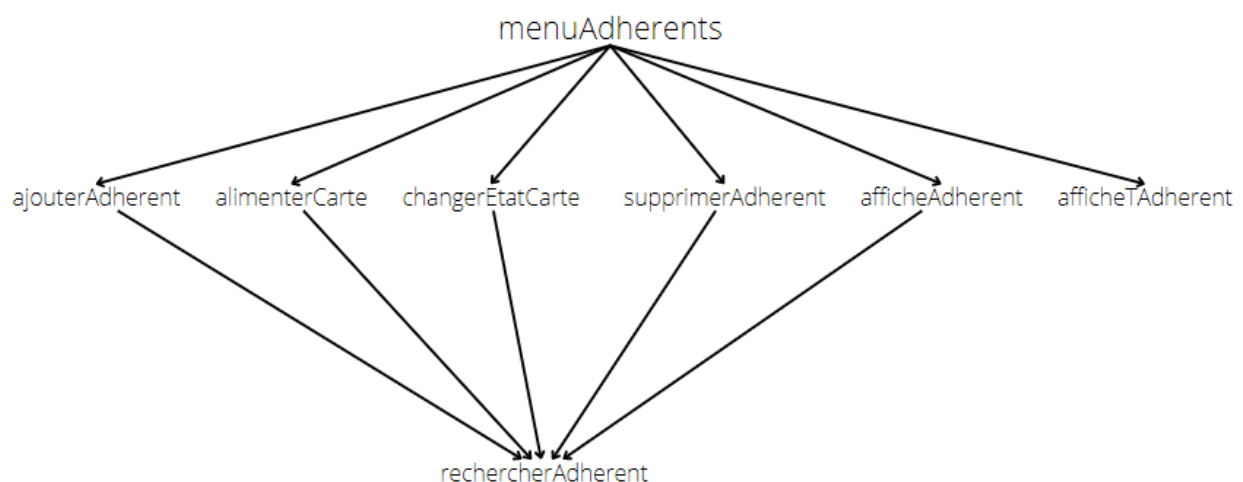 menuAdherents
ajouterAdherent alimenterCarte changerEtatCarte supprimerAdherent afficheAdherent afficheTAdherent
rechercherAdherent